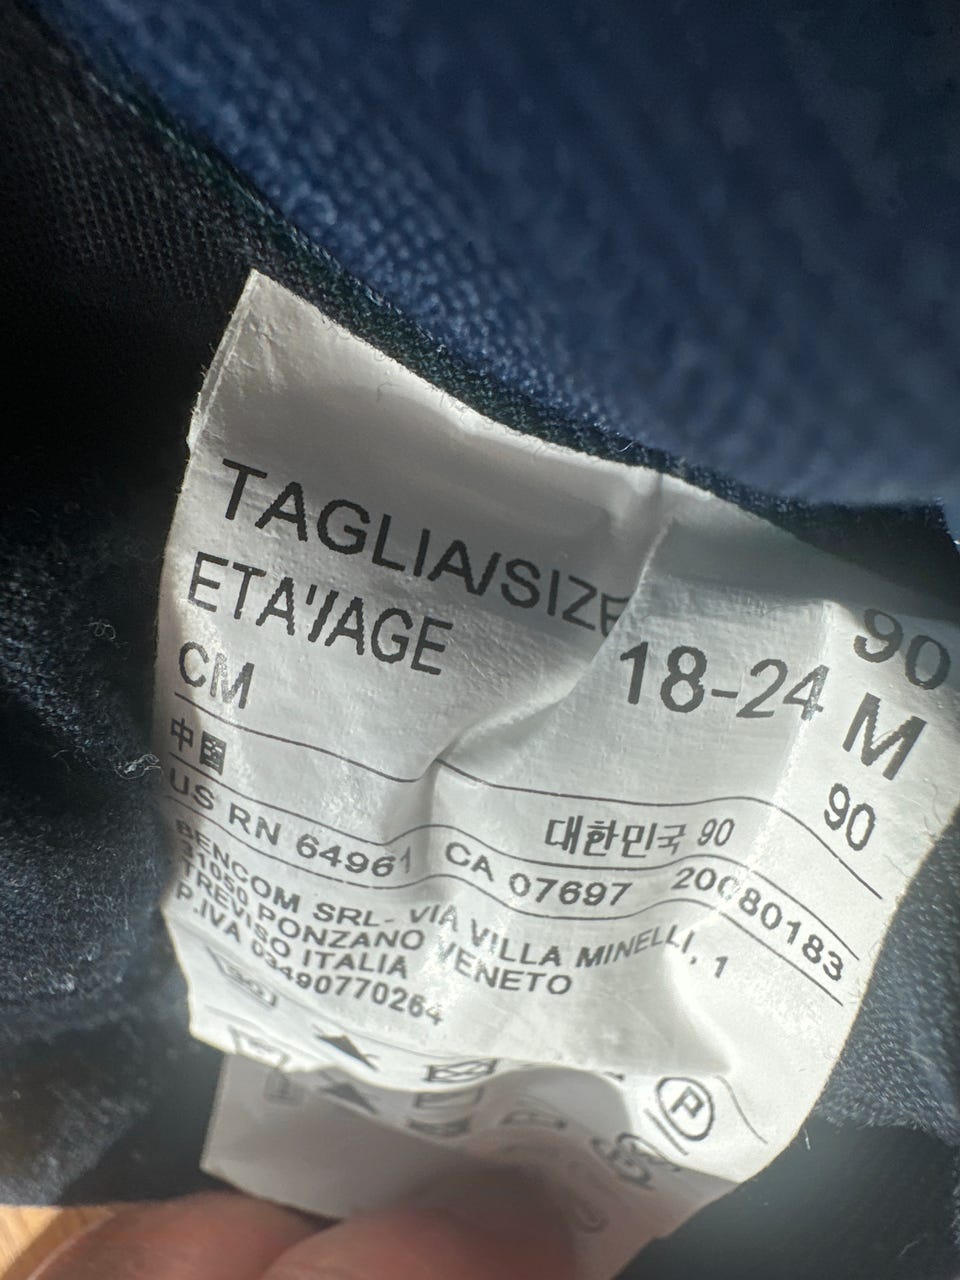 TAGLIA/SIZE 90
ETA'/AGE 18-24 M
CM 90
中国 대한민국 90
US RN 64961 CA 07697 20080183
BENCOM SRL- VIA VILLA MINELLI, 1
31050 PONZANO VENETO
TREVISO ITALIA
P.IVA 03490770264
30
P